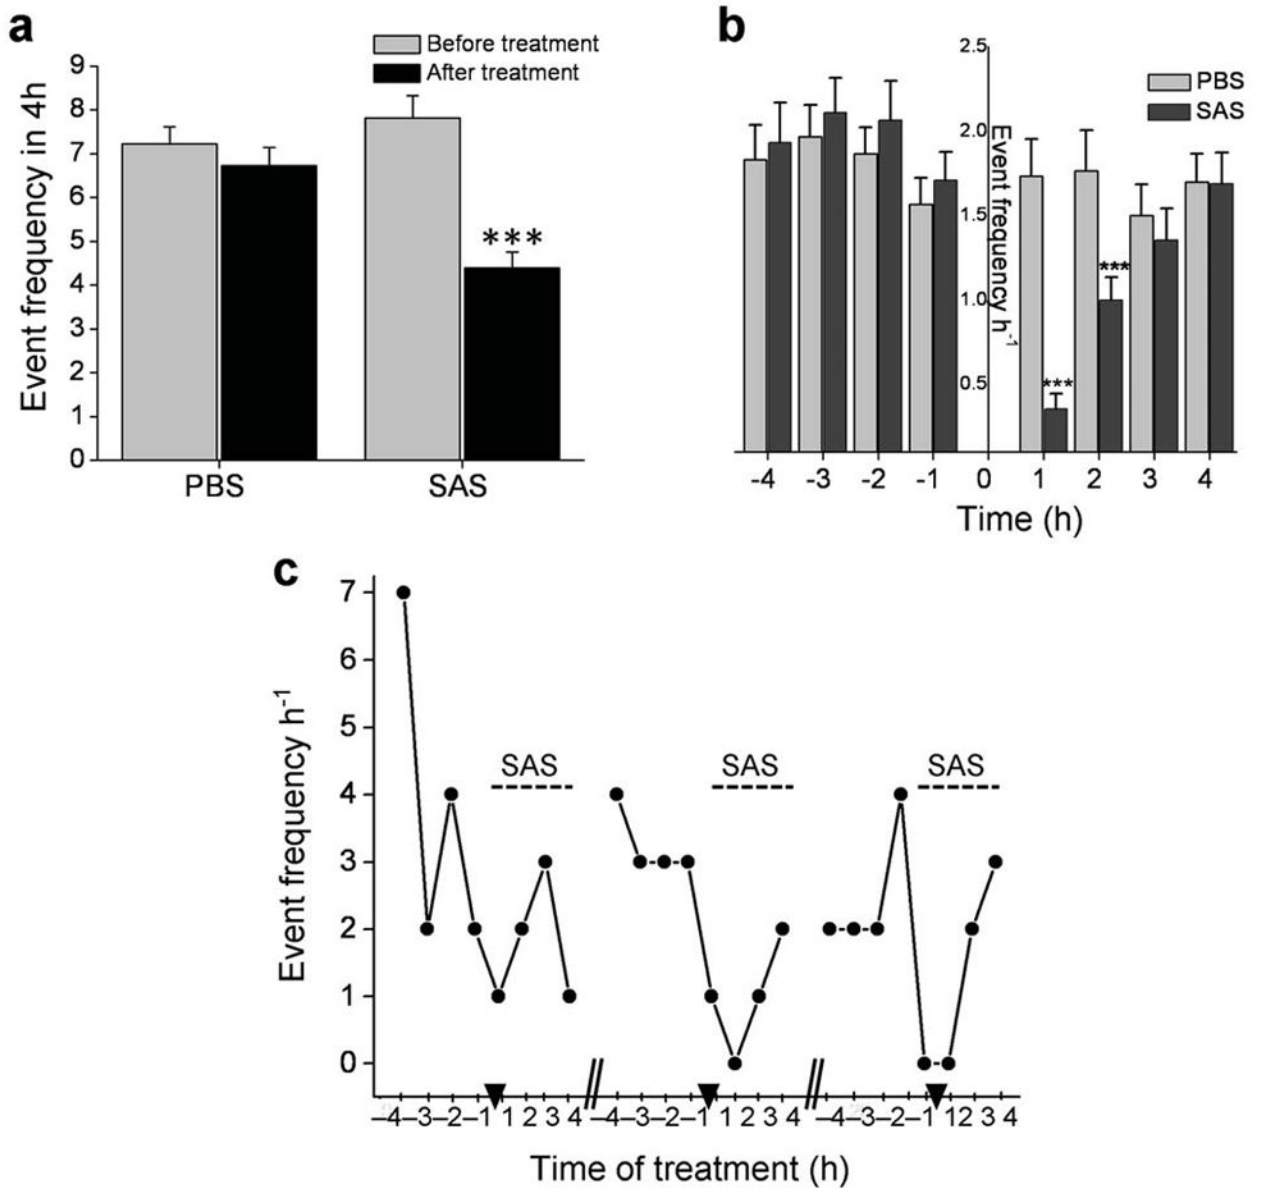 a
Before treatment
After treatment
Event frequency in 4h
9
8
7
6
5
4
3
2
1
0
***
PBS
SAS
b
PBS
SAS
Event frequency h-1
2.5
2.0
1.5
1.0
0.5
***
***
-4 -3 -2 -1 0 1 2 3 4
Time (h)
c
Event frequency h-1
7
6
5
4
3
2
1
0
SAS SAS SAS
–4–3–2–1 1 2 3 4 –4–3–2–1 1 2 3 4 –4–3–2–1 1 2 3 4
Time of treatment (h)